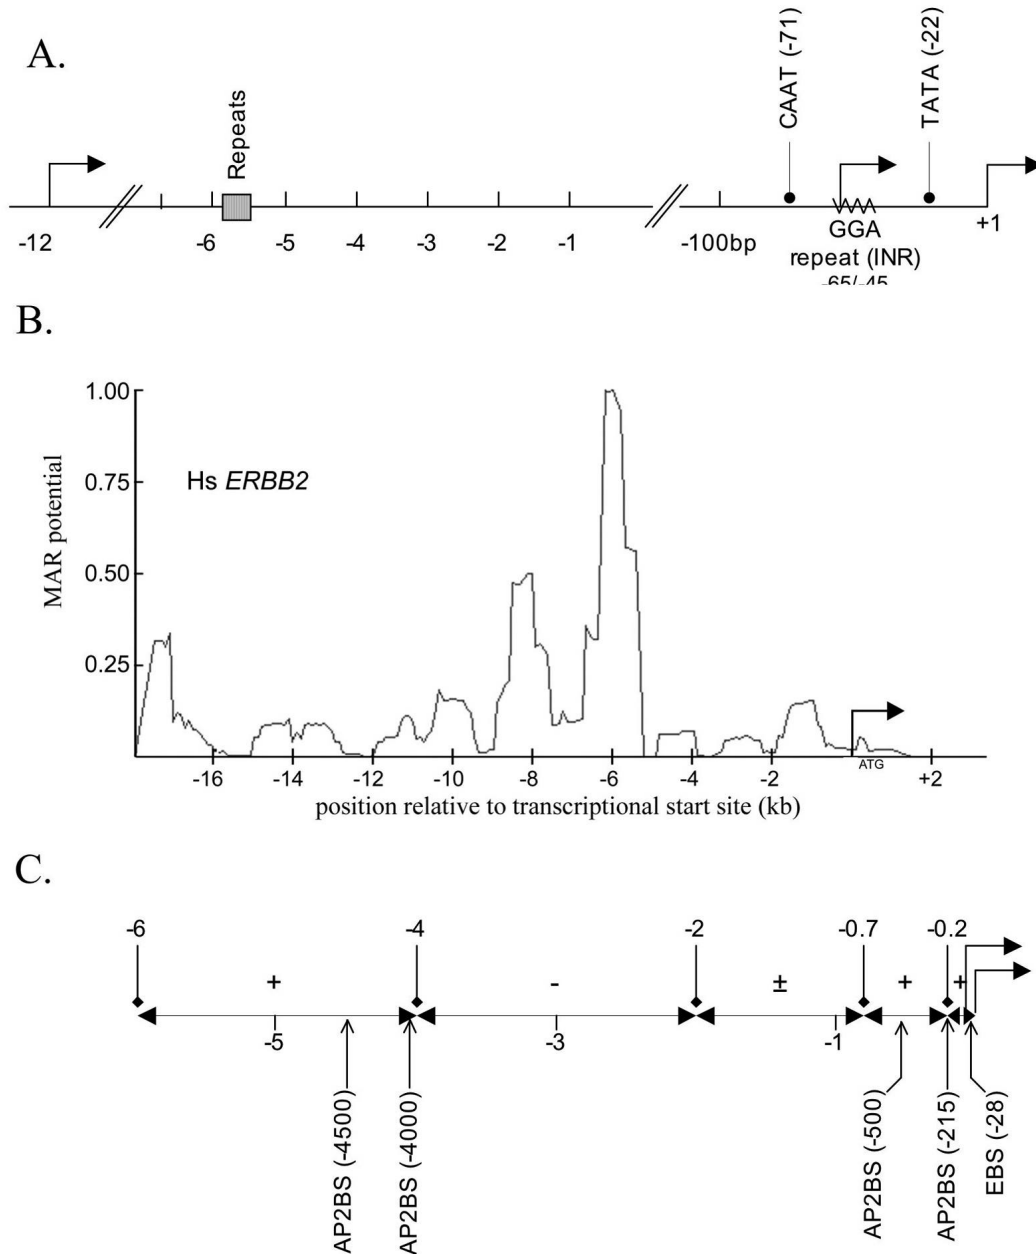 A.
CAAT (-71)
TATA (-22)
Repeats
-12
-6
-5
-4
-3
-2
-1
-100bp
GGA
repeat (INR)
-65/-45
+1
B.
1.00
0.75
0.50
0.25
MAR potential
Hs ERBB2
ATG
-16
-14
-12
-10
-8
-6
-4
-2
+2
position relative to transcriptional start site (kb)
C.
-6
-4
-2
-0.7
-0.2
+
-
±
+
+
-5
-3
-1
AP2BS (-4500)
AP2BS (-4000)
AP2BS (-500)
AP2BS (-215)
EBS (-28)